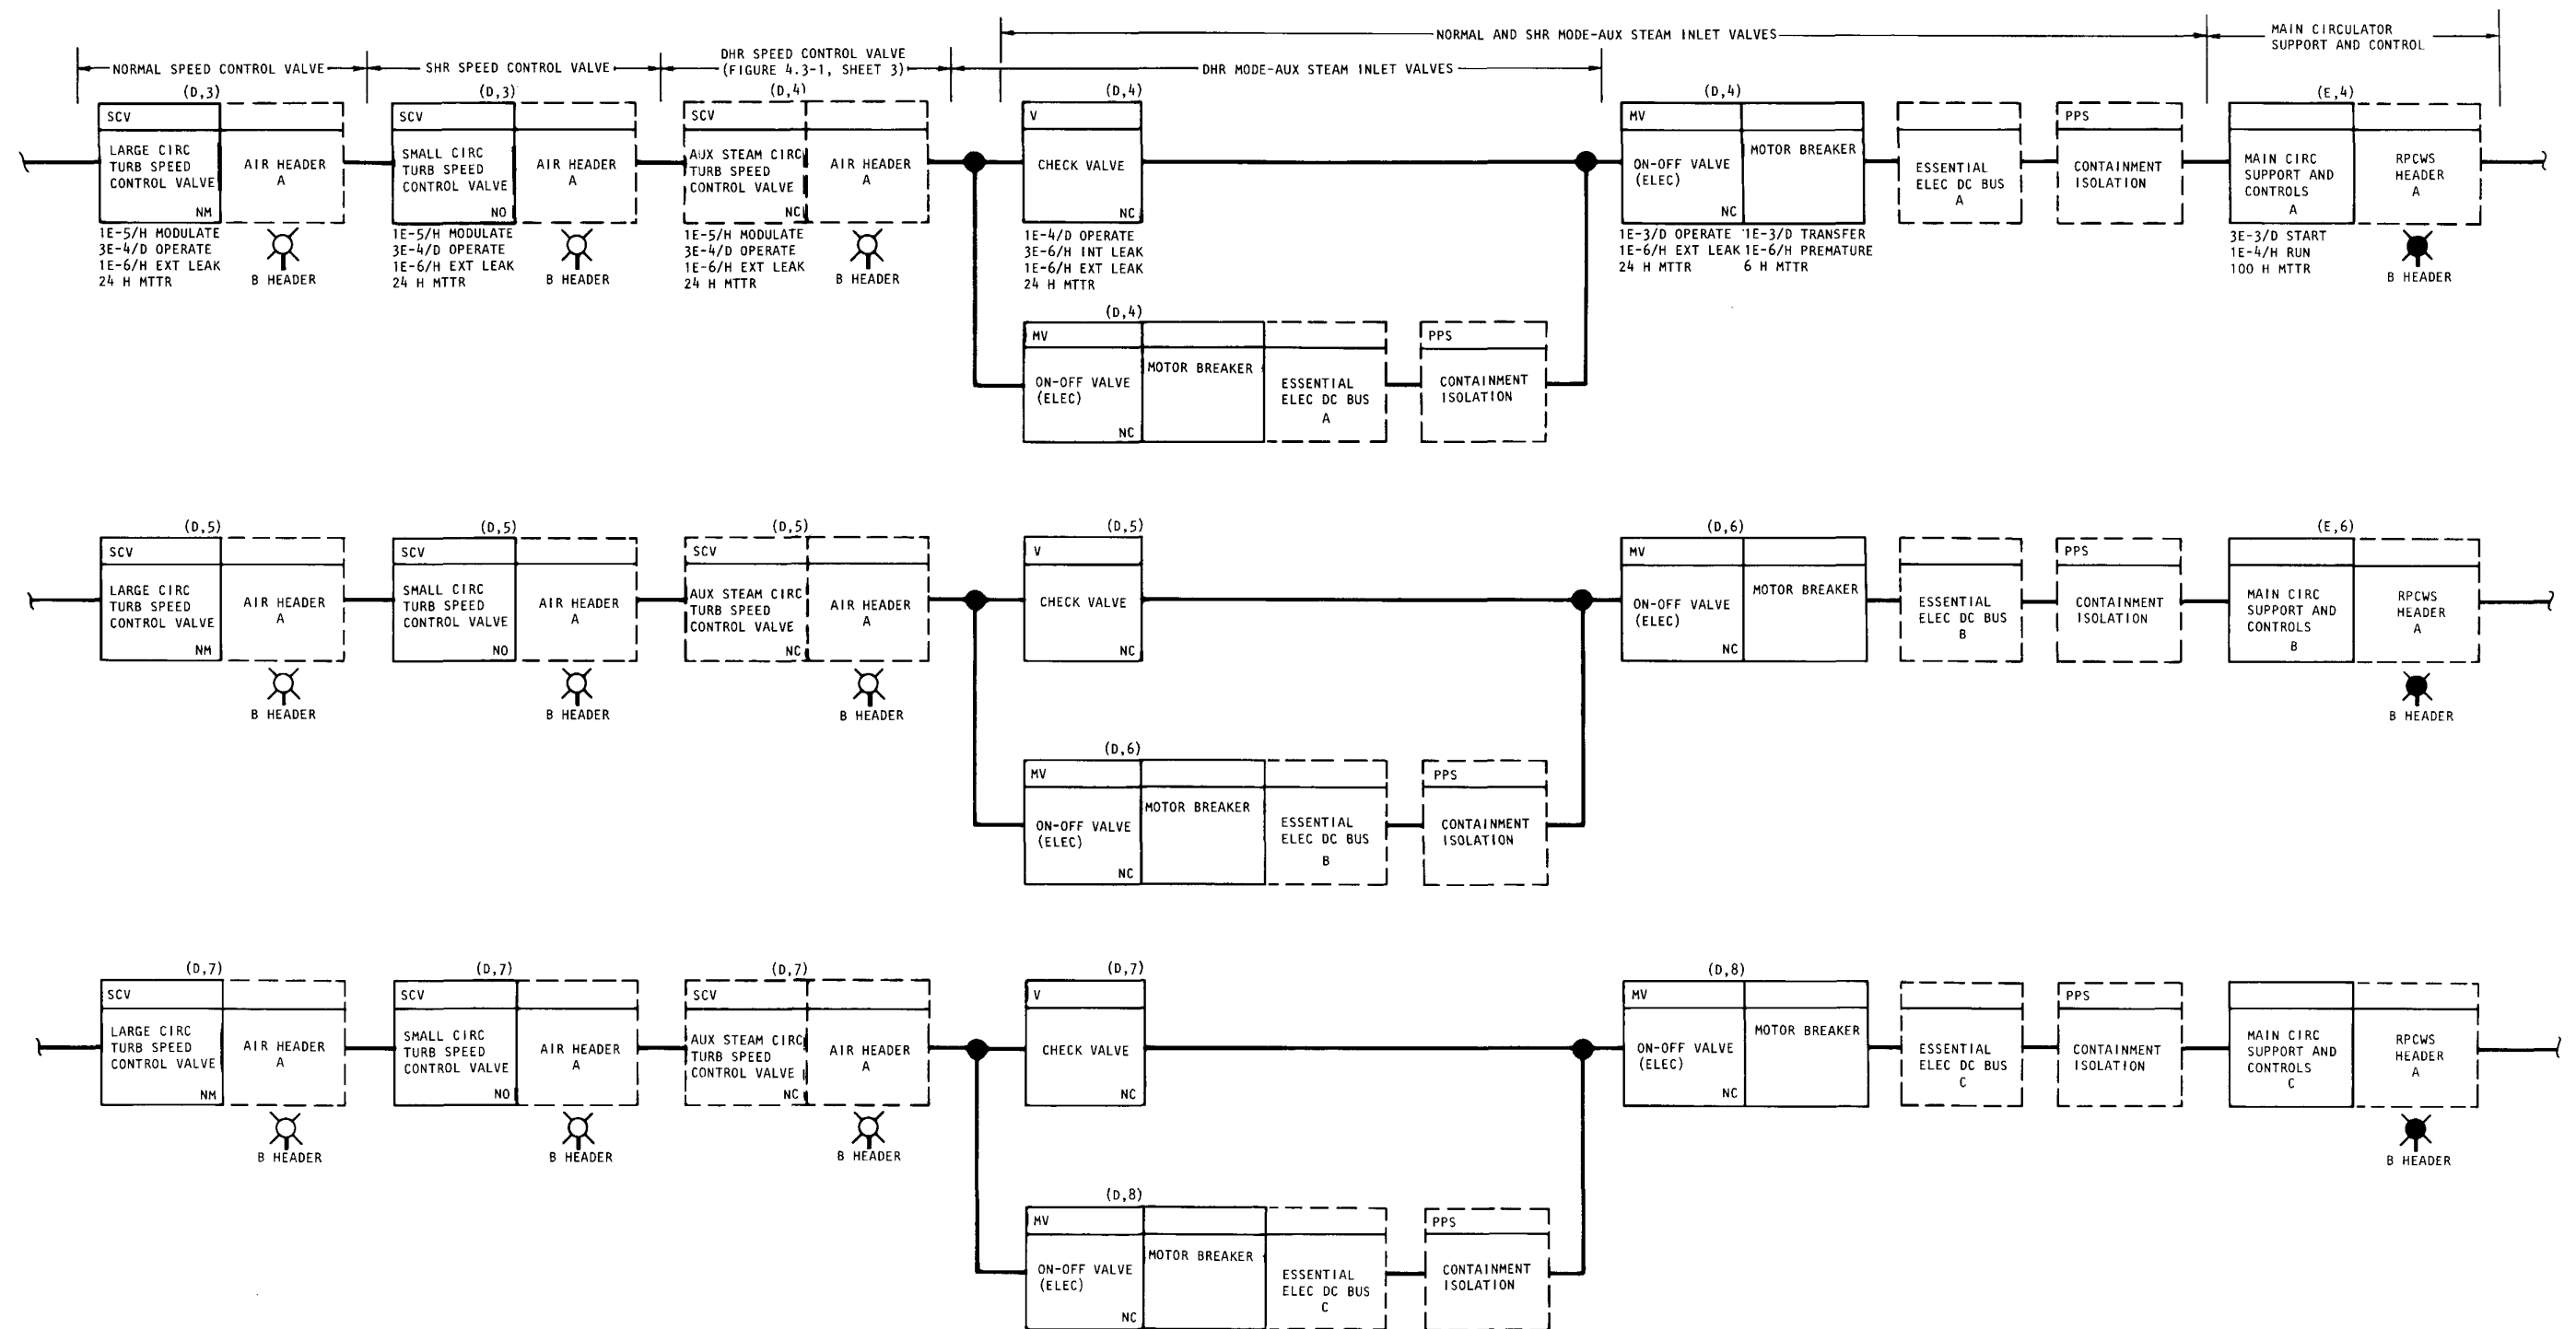 NORMAL AND SHR MODE-AUX STEAM INLET VALVES
MAIN CIRCULATOR
SUPPORT AND CONTROL
NORMAL SPEED CONTROL VALVE
SHR SPEED CONTROL VALVE
DHR SPEED CONTROL VALVE
(FIGURE 4.3-1, SHEET 3)
DHR MODE-AUX STEAM INLET VALVES
(D,3)
SCV
LARGE CIRC
TURB SPEED
CONTROL VALVE
NM
AIR HEADER
A
1E-5/H MODULATE
3E-4/D OPERATE
1E-6/H EXT LEAK
24 H MTTR
B HEADER
(D,3)
SCV
SMALL CIRC
TURB SPEED
CONTROL VALVE
NO
AIR HEADER
A
1E-5/H MODULATE
3E-4/D OPERATE
1E-6/H EXT LEAK
24 H MTTR
B HEADER
(D,4)
SCV
AUX STEAM CIRC
TURB SPEED
CONTROL VALVE
NC
AIR HEADER
A
1E-5/H MODULATE
3E-4/D OPERATE
1E-6/H EXT LEAK
24 H MTTR
B HEADER
(D,4)
V
CHECK VALVE
NC
1E-4/D OPERATE
3E-6/H INT LEAK
1E-6/H EXT LEAK
24 H MTTR
(D,4)
MV
ON-OFF VALVE
(ELEC)
NC
MOTOR BREAKER
1E-3/D OPERATE
1E-6/H EXT LEAK
24 H MTTR
1E-3/D TRANSFER
1E-6/H PREMATURE
6 H MTTR
ESSENTIAL
ELEC DC BUS
A
PPS
CONTAINMENT
ISOLATION
(E,4)
MAIN CIRC
SUPPORT AND
CONTROLS
A
RPCWS
HEADER
A
3E-3/D START
1E-4/H RUN
100 H MTTR
B HEADER
(D,4)
MV
ON-OFF VALVE
(ELEC)
NC
MOTOR BREAKER
ESSENTIAL
ELEC DC BUS
A
PPS
CONTAINMENT
ISOLATION
(D,5)
SCV
LARGE CIRC
TURB SPEED
CONTROL VALVE
NM
AIR HEADER
A
B HEADER
(D,5)
SCV
SMALL CIRC
TURB SPEED
CONTROL VALVE
NO
AIR HEADER
A
B HEADER
(D,5)
SCV
AUX STEAM CIRC
TURB SPEED
CONTROL VALVE
NC
AIR HEADER
A
B HEADER
(D,5)
V
CHECK VALVE
NC
(D,6)
MV
ON-OFF VALVE
(ELEC)
NC
MOTOR BREAKER
ESSENTIAL
ELEC DC BUS
B
PPS
CONTAINMENT
ISOLATION
(E,6)
MAIN CIRC
SUPPORT AND
CONTROLS
B
RPCWS
HEADER
A
B HEADER
(D,6)
MV
ON-OFF VALVE
(ELEC)
NC
MOTOR BREAKER
ESSENTIAL
ELEC DC BUS
B
PPS
CONTAINMENT
ISOLATION
(D,7)
SCV
LARGE CIRC
TURB SPEED
CONTROL VALVE
NM
AIR HEADER
A
B HEADER
(D,7)
SCV
SMALL CIRC
TURB SPEED
CONTROL VALVE
NO
AIR HEADER
A
B HEADER
(D,7)
SCV
AUX STEAM CIRC
TURB SPEED
CONTROL VALVE
NC
AIR HEADER
A
B HEADER
(D,7)
V
CHECK VALVE
NC
(D,8)
MV
ON-OFF VALVE
(ELEC)
NC
MOTOR BREAKER
ESSENTIAL
ELEC DC BUS
C
PPS
CONTAINMENT
ISOLATION
MAIN CIRC
SUPPORT AND
CONTROLS
C
RPCWS
HEADER
A
B HEADER
(D,8)
MV
ON-OFF VALVE
(ELEC)
NC
MOTOR BREAKER
ESSENTIAL
ELEC DC BUS
C
PPS
CONTAINMENT
ISOLATION